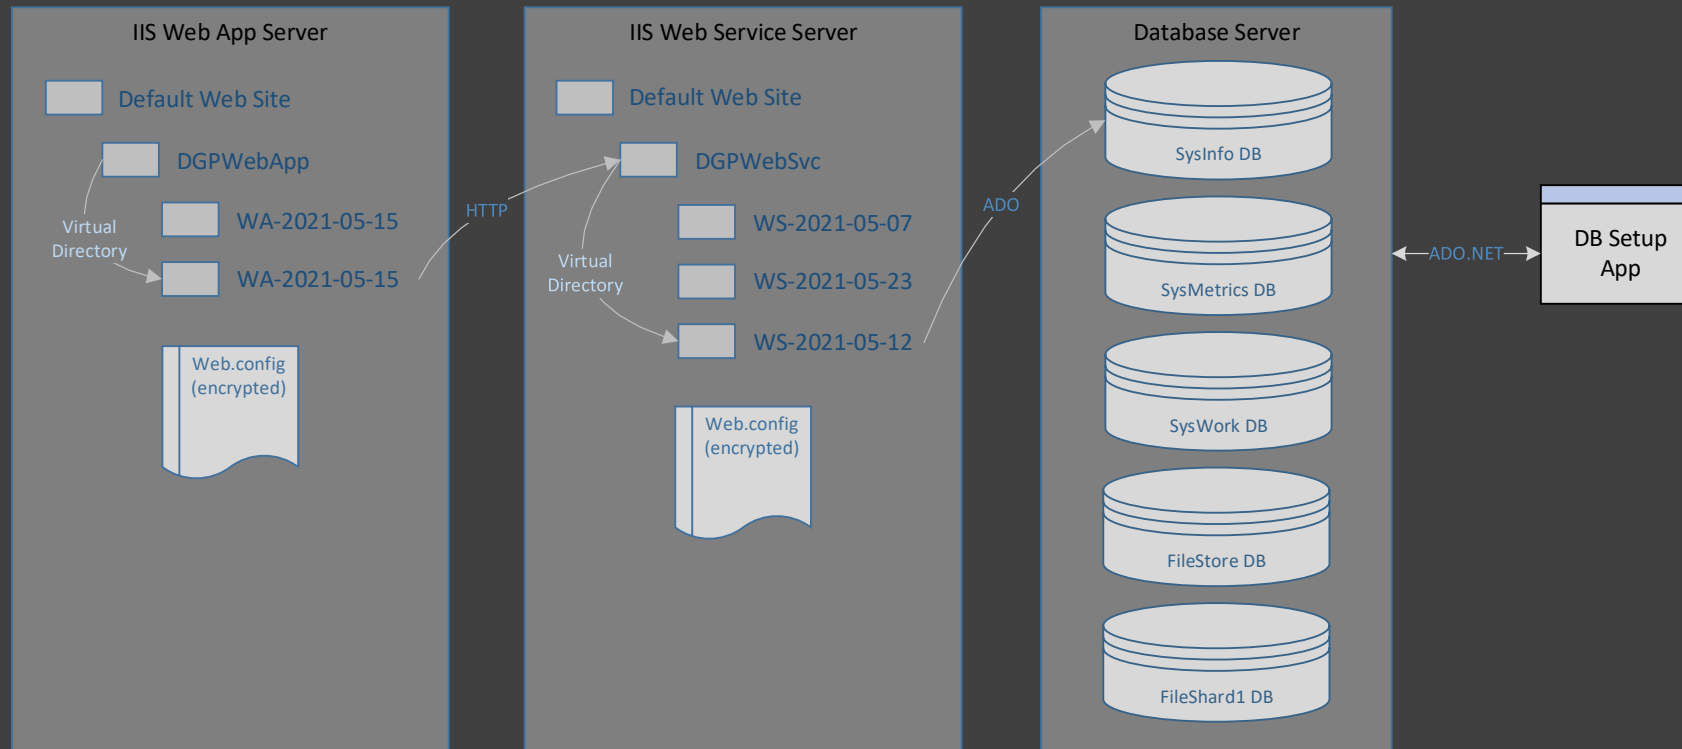 IIS Web App Server
Default Web Site
DGPWebApp
Virtual
Directory
WA-2021-05-15
WA-2021-05-15
Web.config
(encrypted)
HTTP
IIS Web Service Server
Default Web Site
DGPWebSvc
Virtual
Directory
WS-2021-05-07
WS-2021-05-23
WS-2021-05-12
Web.config
(encrypted)
ADO
Database Server
SysInfo DB
SysMetrics DB
SysWork DB
FileStore DB
FileShard1 DB
ADO.NET
DB Setup
App